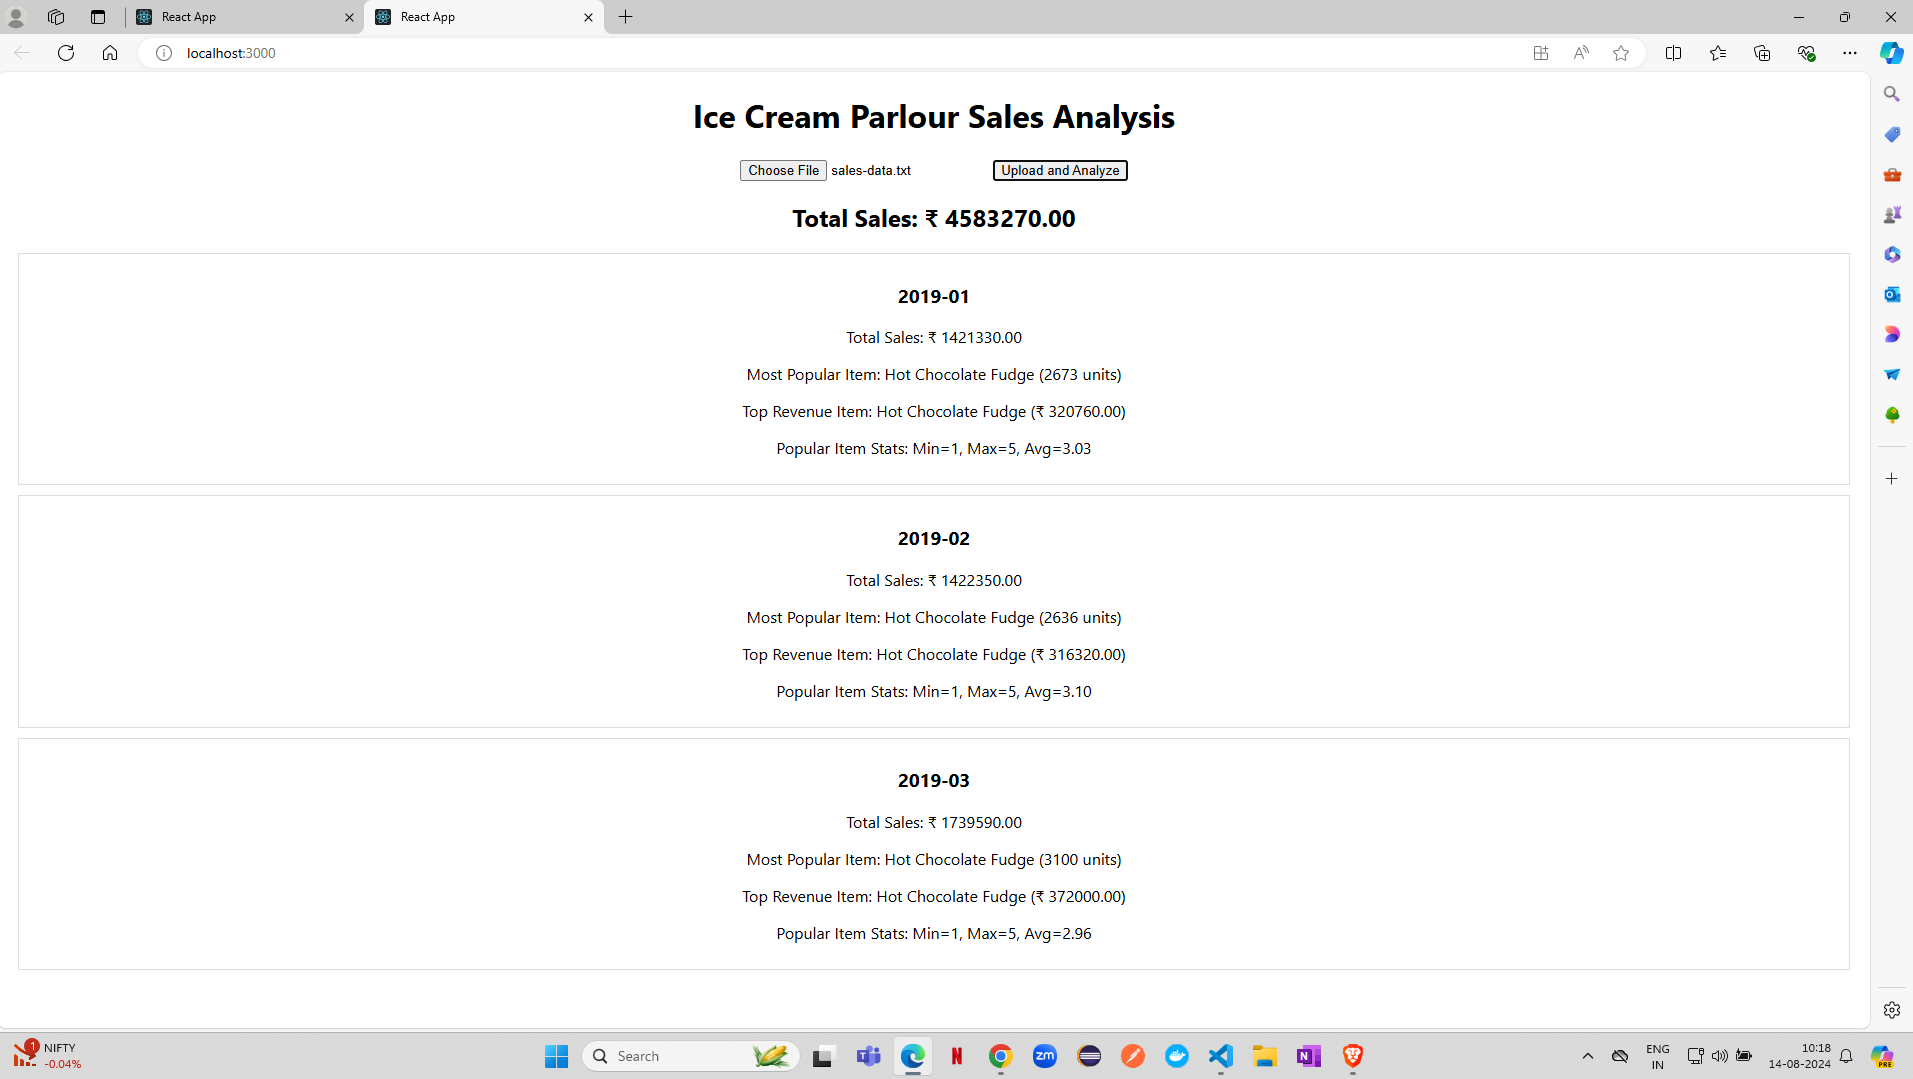 React App
React App
localhost:3000
Ice Cream Parlour Sales Analysis
Choose File sales-data.txt Upload and Analyze
Total Sales: ₹ 4583270.00
2019-01
Total Sales: ₹ 1421330.00
Most Popular Item: Hot Chocolate Fudge (2673 units)
Top Revenue Item: Hot Chocolate Fudge (₹ 320760.00)
Popular Item Stats: Min=1, Max=5, Avg=3.03
2019-02
Total Sales: ₹ 1422350.00
Most Popular Item: Hot Chocolate Fudge (2636 units)
Top Revenue Item: Hot Chocolate Fudge (₹ 316320.00)
Popular Item Stats: Min=1, Max=5, Avg=3.10
2019-03
Total Sales: ₹ 1739590.00
Most Popular Item: Hot Chocolate Fudge (3100 units)
Top Revenue Item: Hot Chocolate Fudge (₹ 372000.00)
Popular Item Stats: Min=1, Max=5, Avg=2.96
1
NIFTY
-0.04%
Search
N
zm
N
ENG
IN
10:18
14-08-2024
PRE